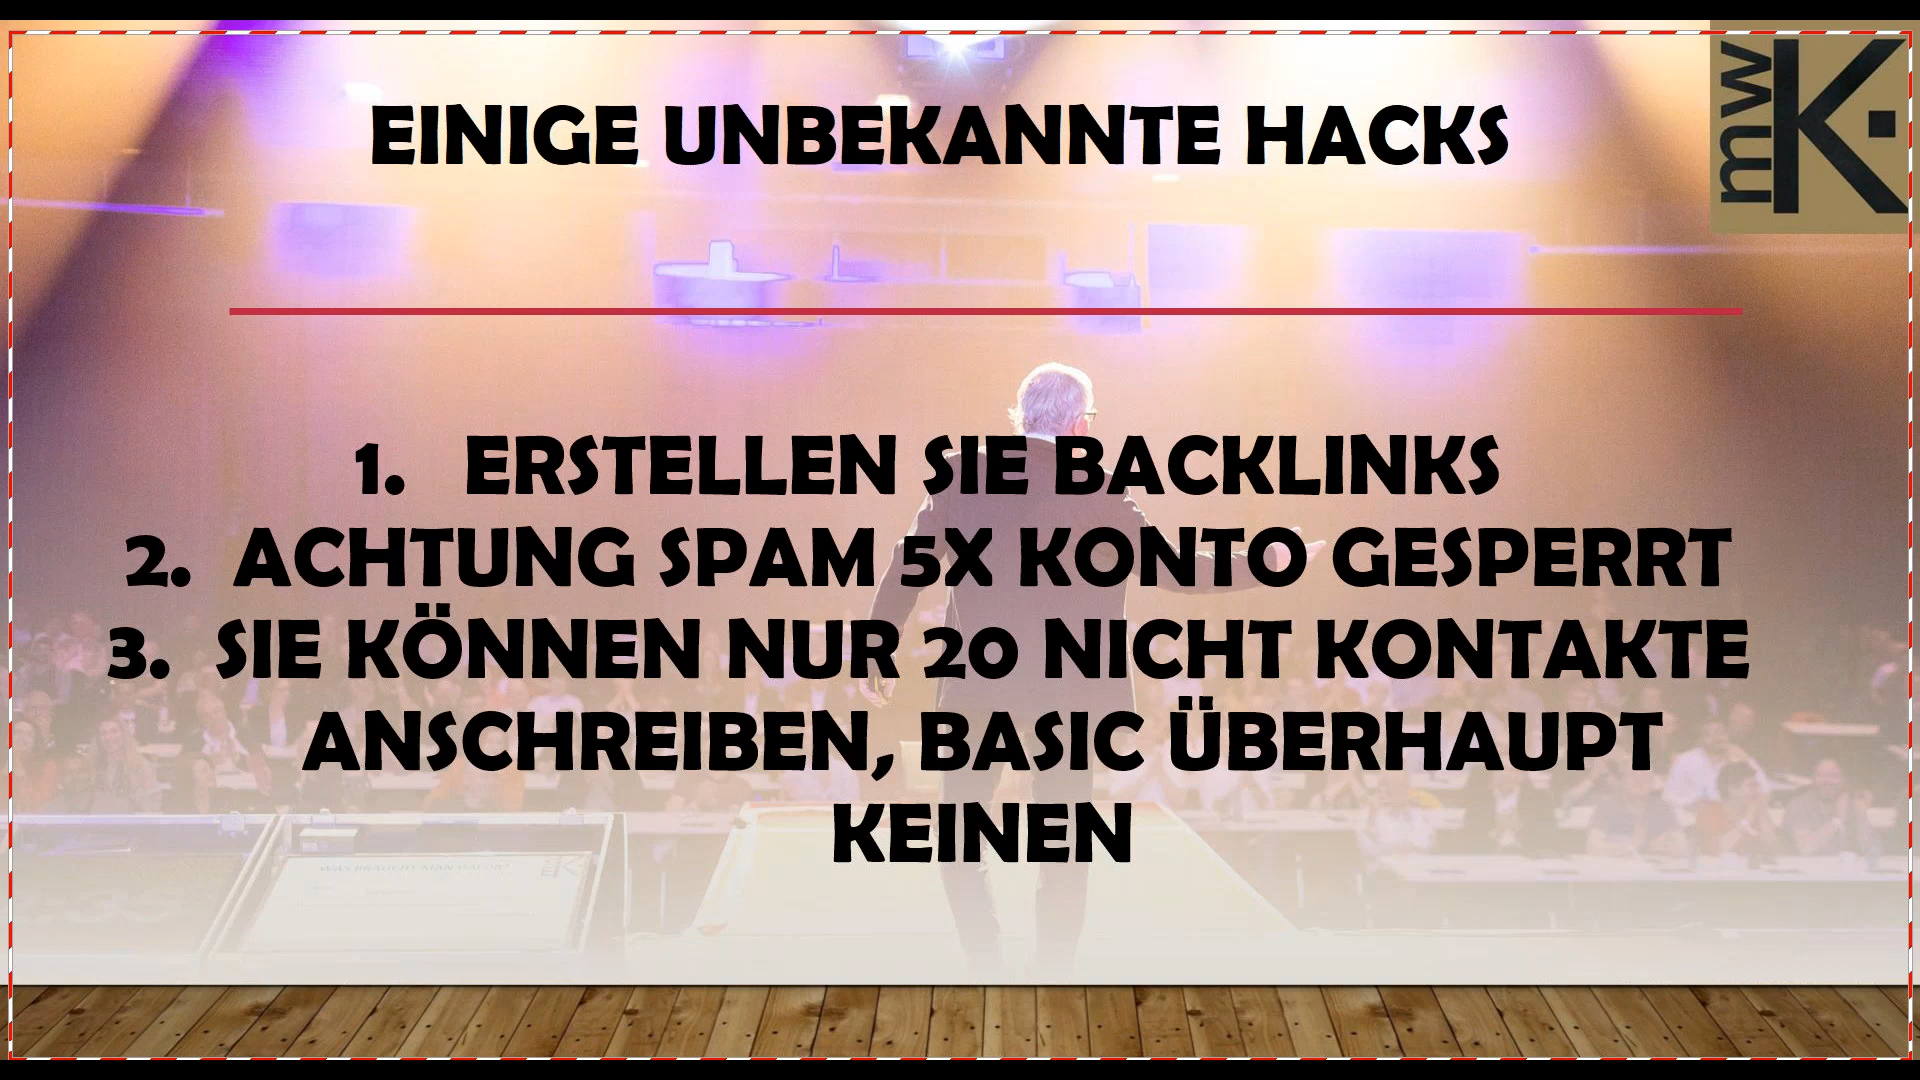 EINIGE UNBEKANNTE HACKS
mwK.
1. ERSTELLEN SIE BACKLINKS
2. ACHTUNG SPAM 5X KONTO GESPERRT
3. SIE KÖNNEN NUR 20 NICHT KONTAKTE
ANSCHREIBEN, BASIC ÜBERHAUPT
KEINEN